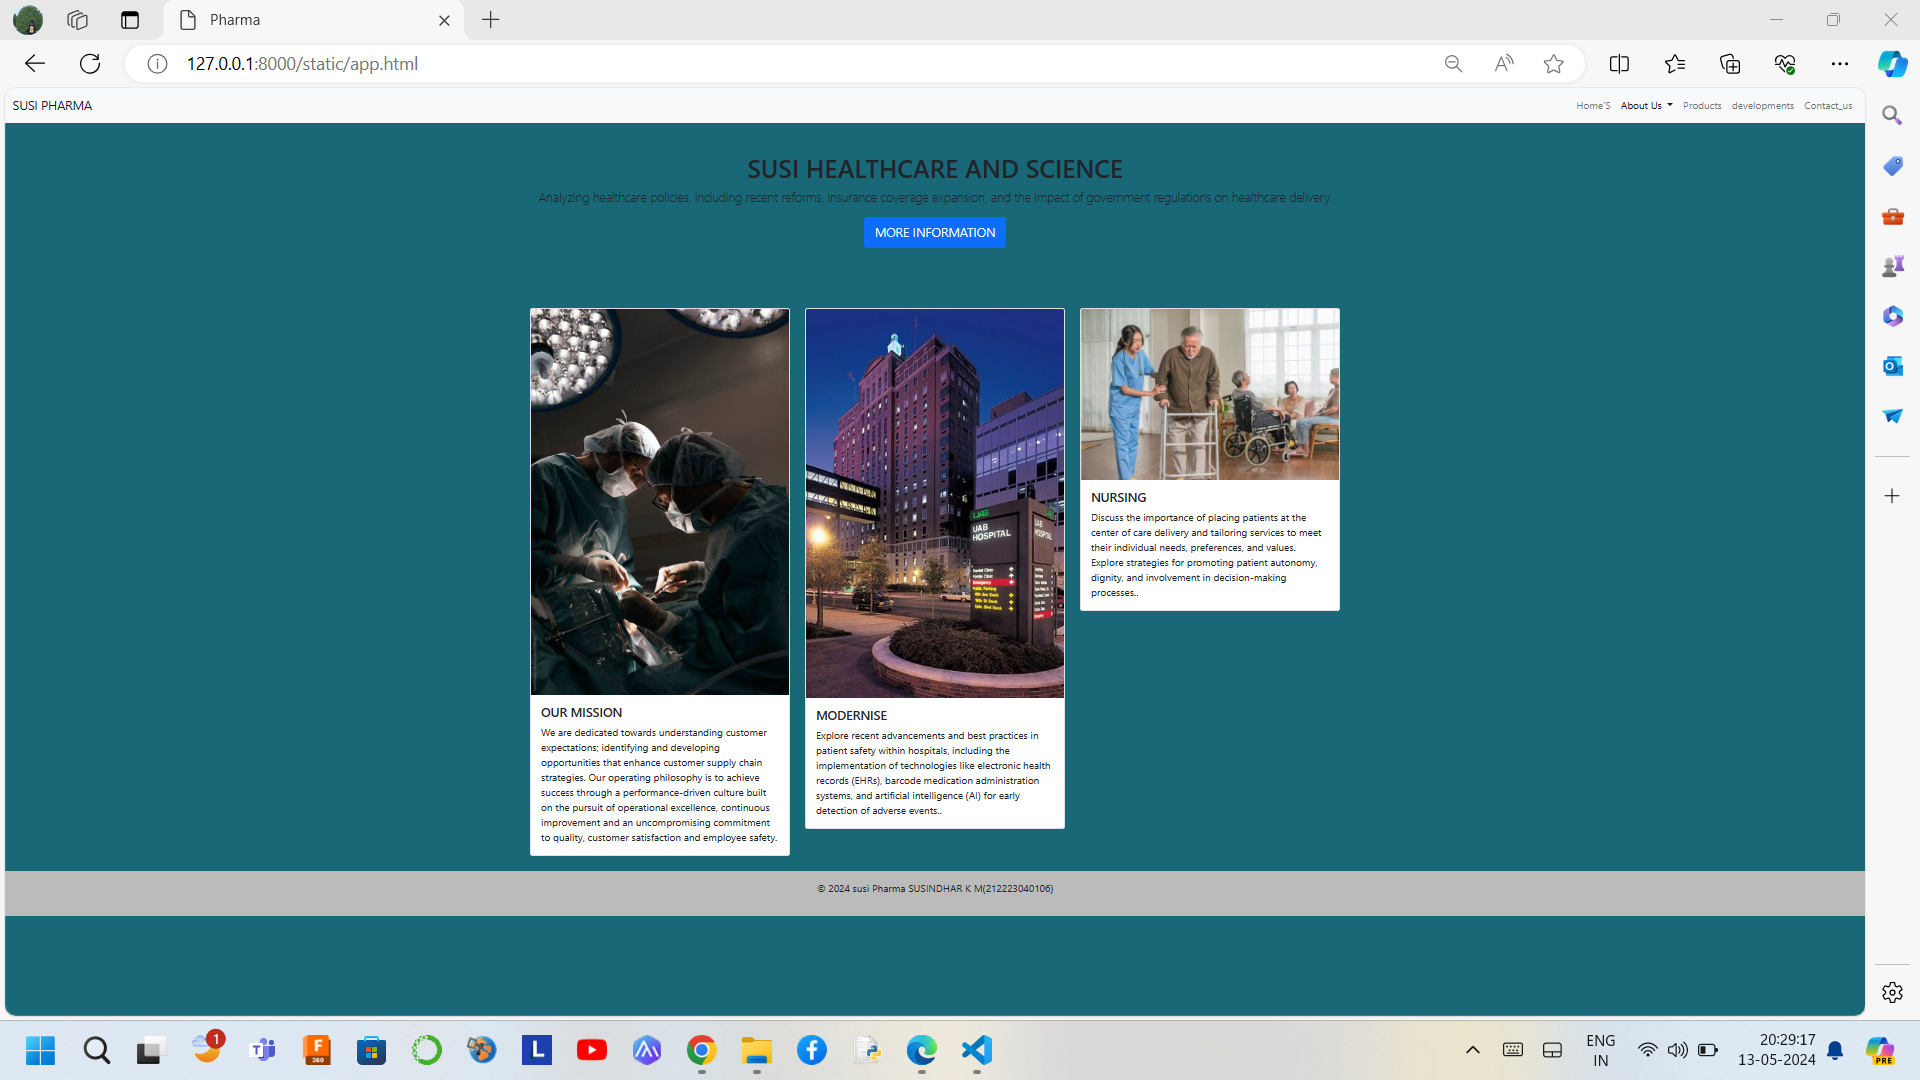 Pharma
127.0.0.1:8000/static/app.html
SUSI PHARMA
Home'S About Us Products developments Contact_us
SUSI HEALTHCARE AND SCIENCE
Analyzing healthcare policies, including recent reforms, insurance coverage expansion, and the impact of government regulations on healthcare delivery.
MORE INFORMATION
UAB
HOSPITAL
Emergency
OUR MISSION
We are dedicated towards understanding customer
expectations; identifying and developing
opportunities that enhance customer supply chain
strategies. Our operating philosophy is to achieve
success through a performance-driven culture built
on the pursuit of operational excellence, continuous
improvement and an uncompromising commitment
to quality, customer satisfaction and employee safety.
MODERNISE
Explore recent advancements and best practices in
patient safety within hospitals, including the
implementation of technologies like electronic health
records (EHRs), barcode medication administration
systems, and artificial intelligence (AI) for early
detection of adverse events..
NURSING
Discuss the importance of placing patients at the
center of care delivery and tailoring services to meet
their individual needs, preferences, and values.
Explore strategies for promoting patient autonomy,
dignity, and involvement in decision-making
processes..
© 2024 susi Pharma SUSINDHAR K M(212223040106)
1
F
360
L
ENG
IN
20:29:17
13-05-2024
PRE